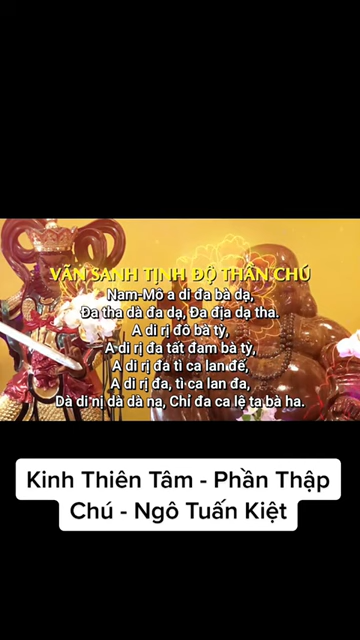 VÃN SANH TỊNH ĐỘ THẦN CHÚ
Nam-Mô a di đa bà dạ,
Đa tha dà đa dạ, Đa địa dạ tha.
A di rị đô bà tỳ,
A di rị đa tất đam bà tỳ,
A di rị đa tì ca lan đế,
A di rị đa, tì ca lan đa,
Dà di nị dà dà na, Chỉ đa ca lệ ta bà ha.
Kinh Thiên Tâm - Phần Thập
Chú - Ngô Tuấn Kiệt